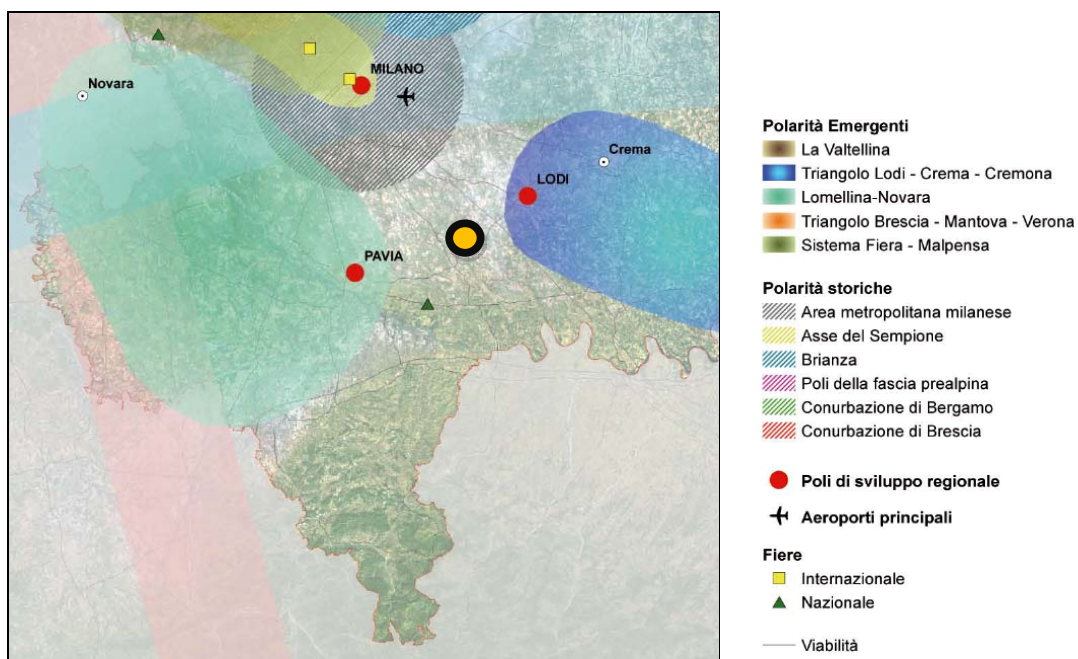 Novara
MILANO
Crema
LODI
PAVIA
Polarità Emergenti
La Valtellina
Triangolo Lodi - Crema - Cremona
Lomellina-Novara
Triangolo Brescia - Mantova - Verona
Sistema Fiera - Malpensa
Polarità storiche
Area metropolitana milanese
Asse del Sempione
Brianza
Poli della fascia prealpina
Conurbazione di Bergamo
Conurbazione di Brescia
Poli di sviluppo regionale
Aeroporti principali
Fiere
Internazionale
Nazionale
Viabilità